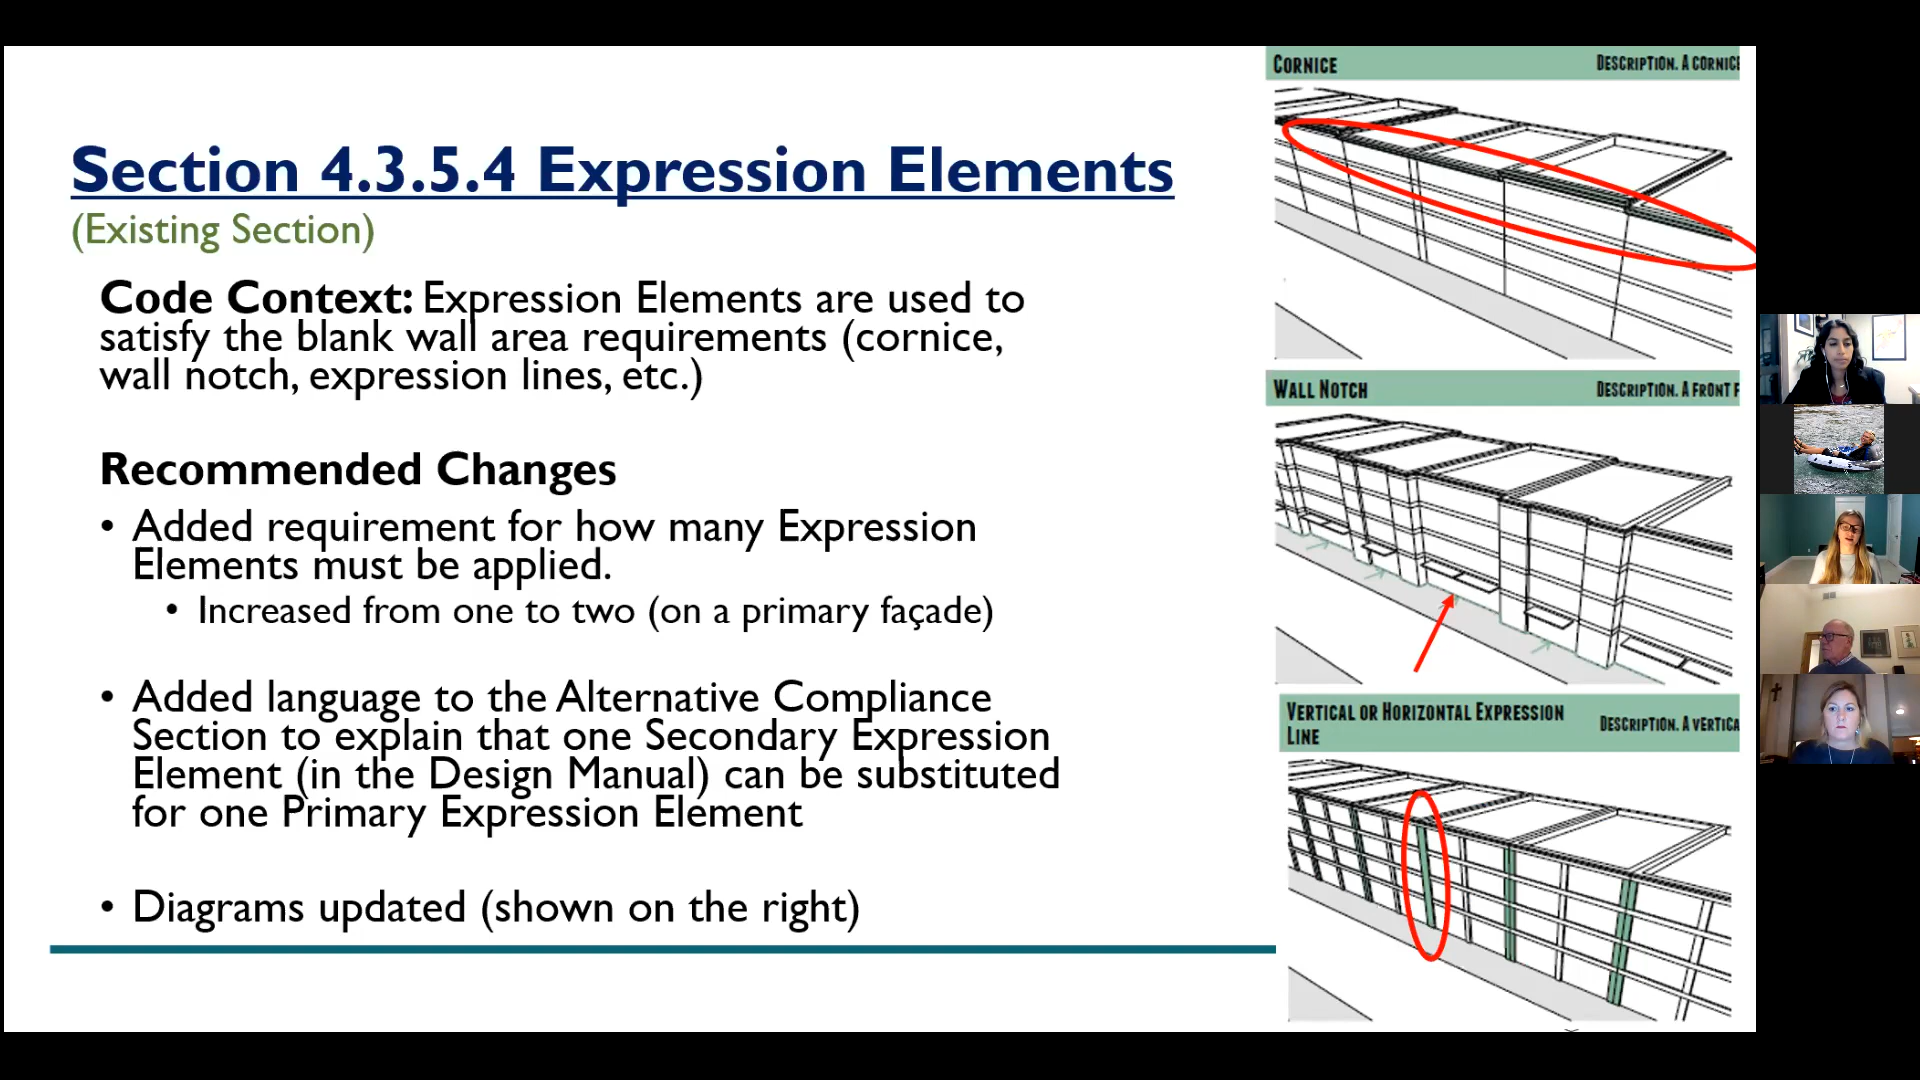 Section 4.3.5.4 Expression Elements
(Existing Section)
Code Context: Expression Elements are used to
satisfy the blank wall area requirements (cornice,
wall notch, expression lines, etc.)
Recommended Changes
• Added requirement for how many Expression
Elements must be applied.
• Increased from one to two (on a primary façade)
• Added language to the Alternative Compliance
Section to explain that one Secondary Expression
Element (in the Design Manual) can be substituted
for one Primary Expression Element
• Diagrams updated (shown on the right)
CORNICE
DESCRIPTION. A CORNICE
WALL NOTCH
DESCRIPTION. A FRONT F
VERTICAL OR HORIZONTAL EXPRESSION
LINE
DESCRIPTION. A VERTICA